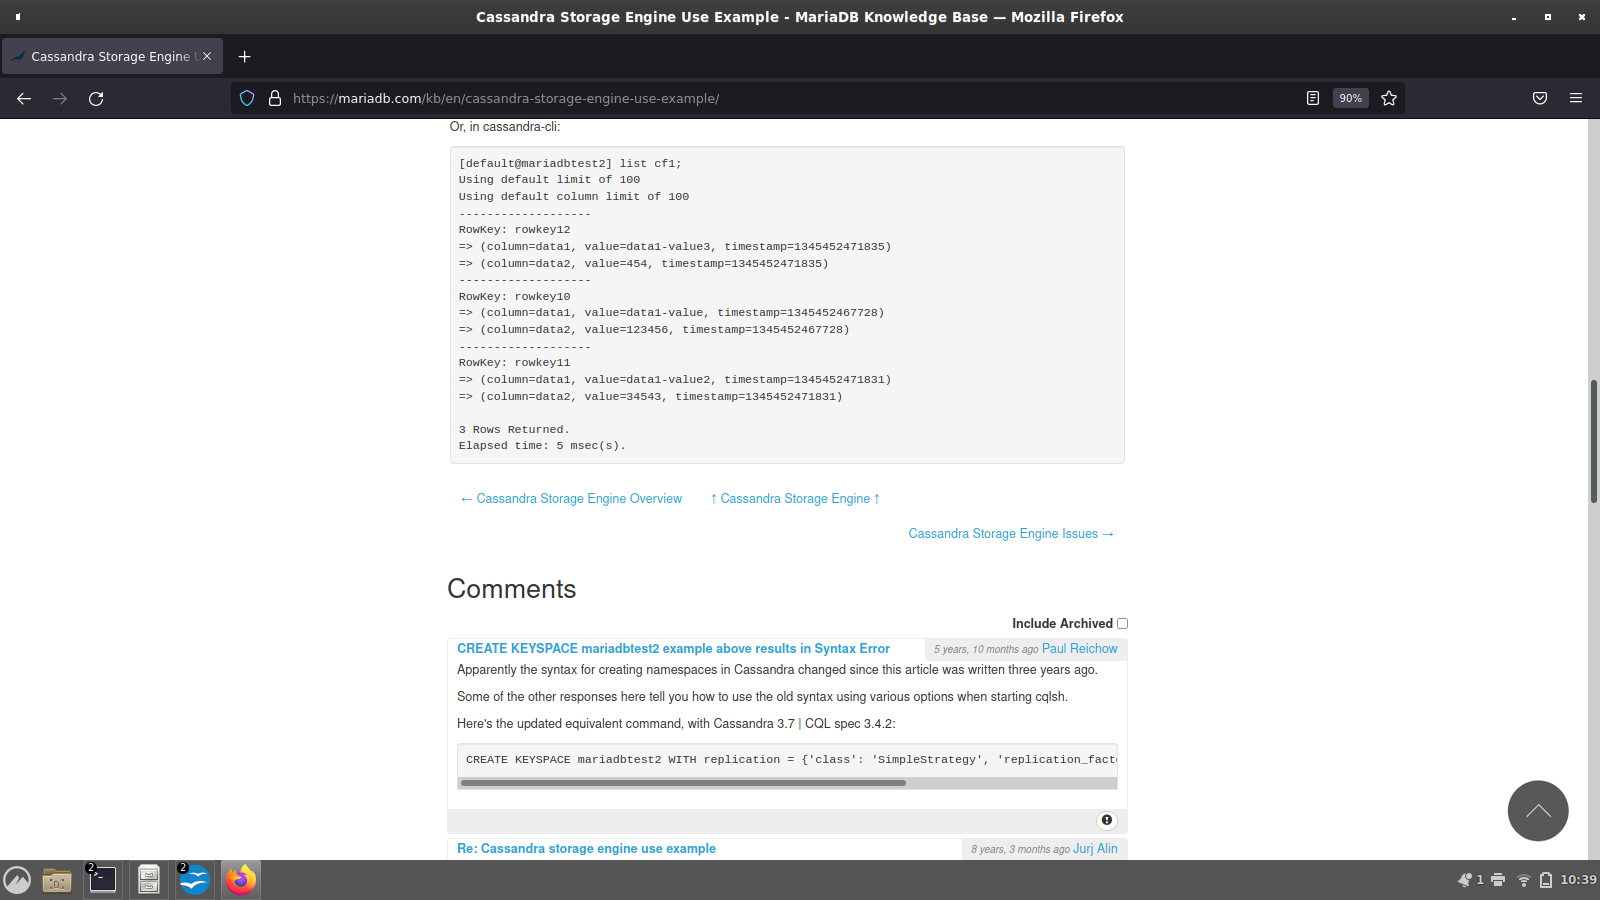 Cassandra Storage Engine Use Example - MariaDB Knowledge Base — Mozilla Firefox
Cassandra Storage Engine
https://mariadb.com/kb/en/cassandra-storage-engine-use-example/
90%
Or, in cassandra-cli:
[default@mariadbtest2] list cf1;
Using default limit of 100
Using default column limit of 100
-------------------
RowKey: rowkey12
=> (column=data1, value=data1-value3, timestamp=1345452471835)
=> (column=data2, value=454, timestamp=1345452471835)
-------------------
RowKey: rowkey10
=> (column=data1, value=data1-value, timestamp=1345452467728)
=> (column=data2, value=123456, timestamp=1345452467728)
-------------------
RowKey: rowkey11
=> (column=data1, value=data1-value2, timestamp=1345452471831)
=> (column=data2, value=34543, timestamp=1345452471831)
3 Rows Returned.
Elapsed time: 5 msec(s).
← Cassandra Storage Engine Overview ↑ Cassandra Storage Engine ↑
Cassandra Storage Engine Issues →
Comments
Include Archived
CREATE KEYSPACE mariadbtest2 example above results in Syntax Error 5 years, 10 months ago Paul Reichow
Apparently the syntax for creating namespaces in Cassandra changed since this article was written three years ago.
Some of the other responses here tell you how to use the old syntax using various options when starting cqlsh.
Here's the updated equivalent command, with Cassandra 3.7 | CQL spec 3.4.2:
CREATE KEYSPACE mariadbtest2 WITH replication = {'class': 'SimpleStrategy', 'replication_fact
Re: Cassandra storage engine use example 8 years, 3 months ago Jurj Alin
2
2
1
10:39